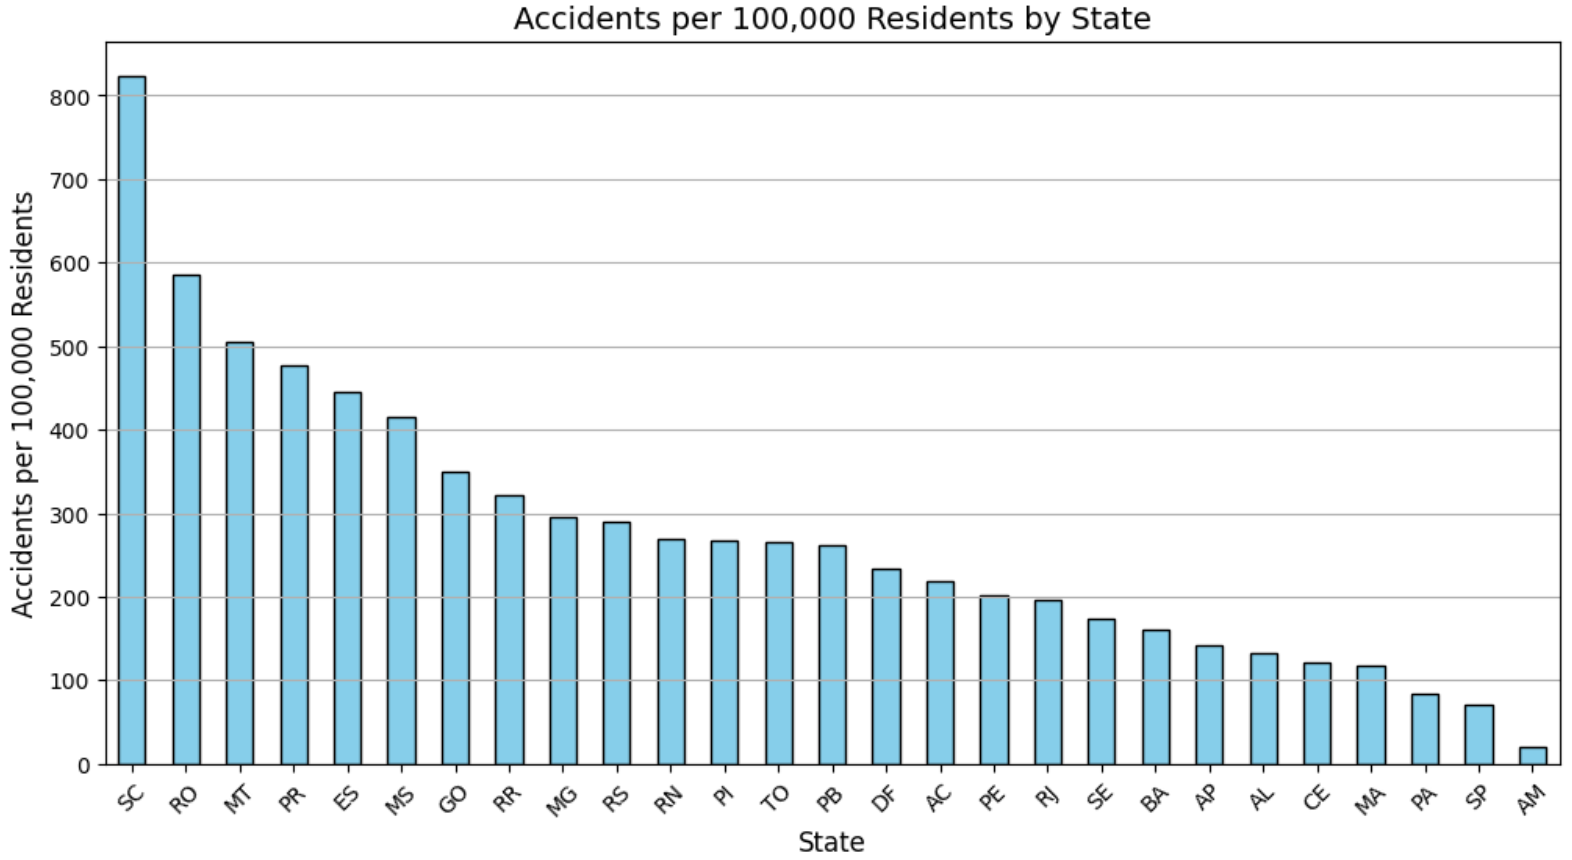 Accidents per 100,000 Residents by State
Accidents per 100,000 Residents
800
700
600
500
400
300
200
100
0
SC RO MT PR ES MS GO RR MG RS RN PI TO PB DF AC PE RJ SE BA AP AL CE MA PA SP AM
State